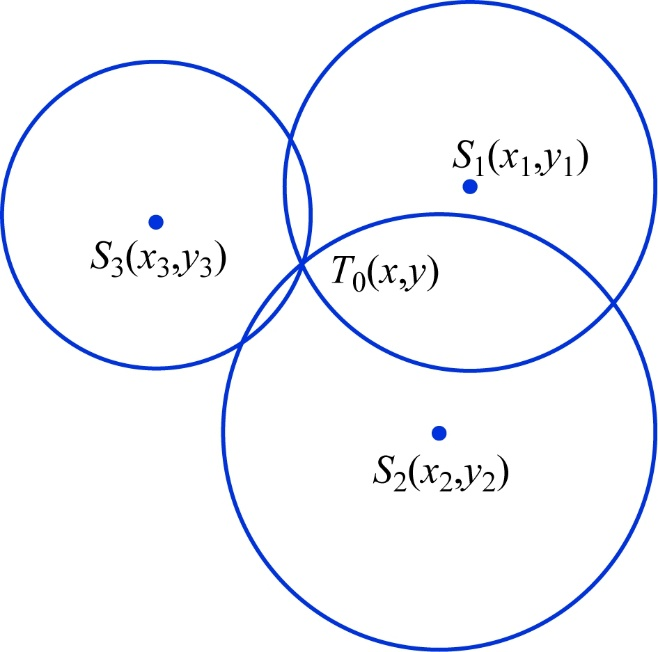 S₁(x₁,y₁)
S₃(x₃,y₃)
T₀(x,y)
S₂(x₂,y₂)